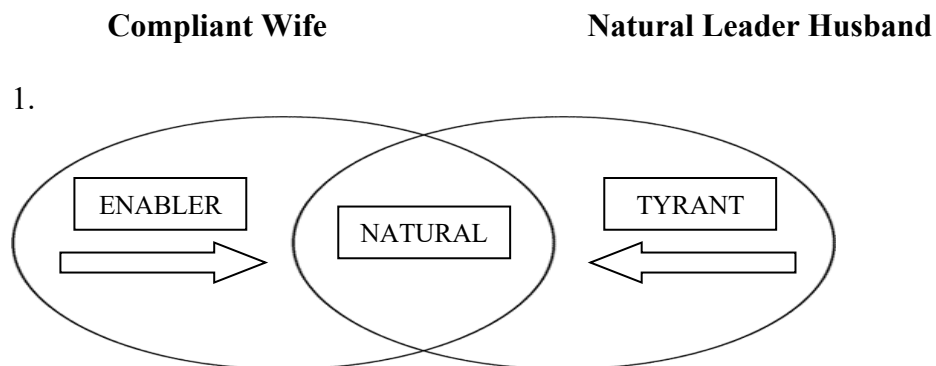 Compliant Wife Natural Leader Husband
1.
ENABLER TYRANT
NATURAL